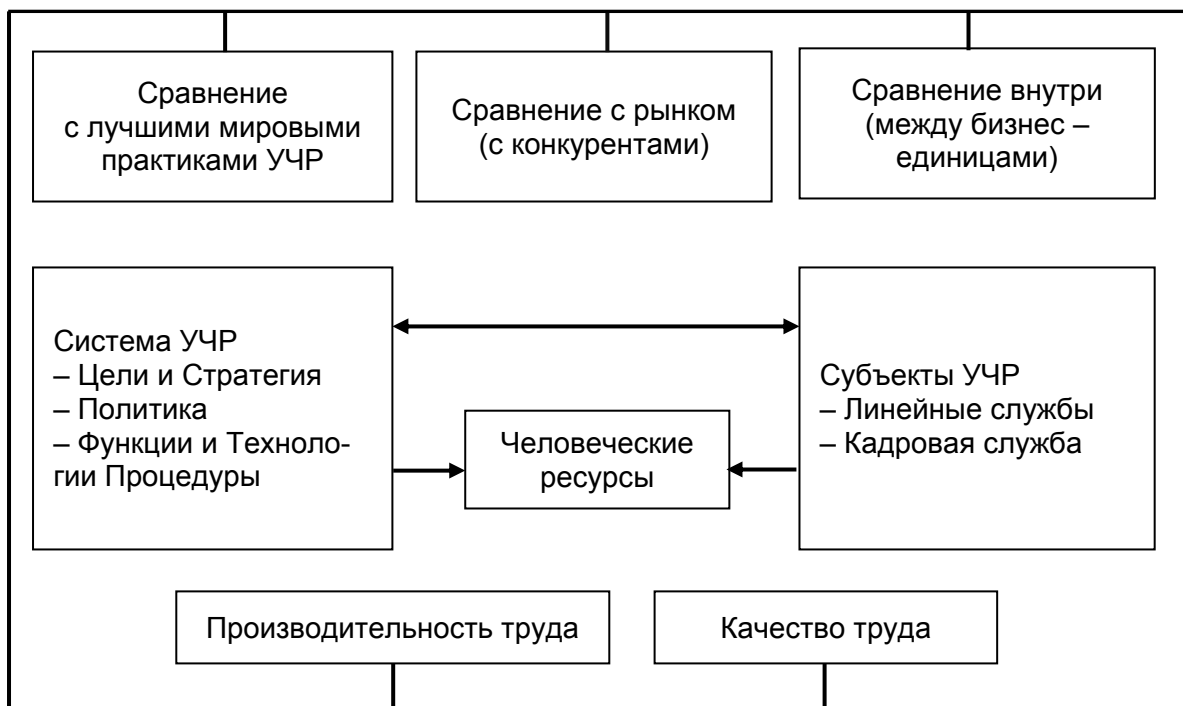 Сравнение
с лучшими мировыми
практиками УЧР
Сравнение с рынком
(с конкурентами)
Сравнение внутри
(между бизнес –
единицами)
Система УЧР
– Цели и Стратегия
– Политика
– Функции и Техноло-
гии Процедуры
Человеческие
ресурсы
Субъекты УЧР
– Линейные службы
– Кадровая служба
Производительность труда
Качество труда